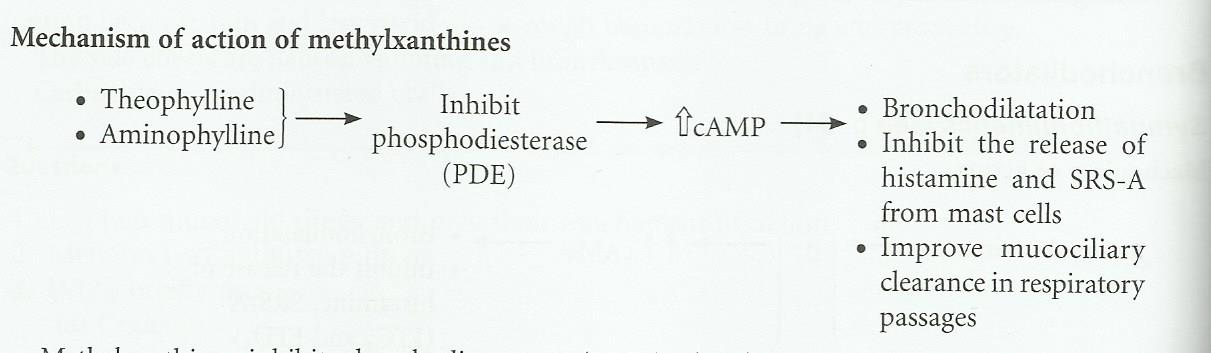 Mechanism of action of methylxanthines
• Theophylline
• Aminophylline
Inhibit
phosphodiesterase
(PDE)
⇧cAMP
• Bronchodilatation
• Inhibit the release of
histamine and SRS-A
from mast cells
• Improve mucociliary
clearance in respiratory
passages